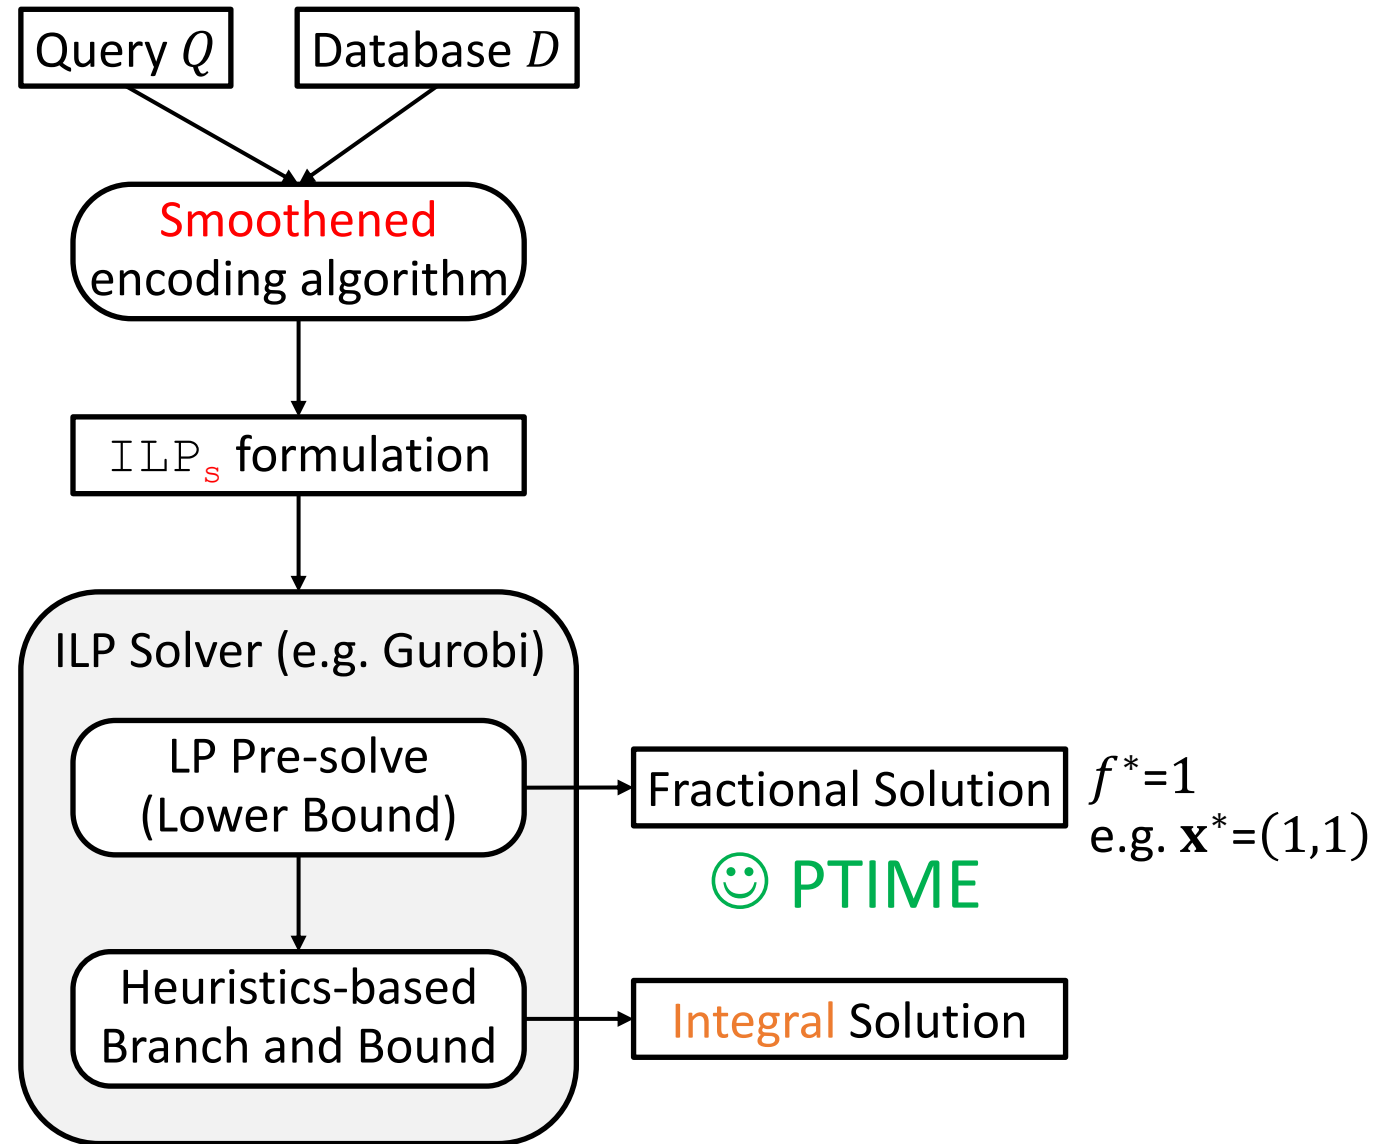 Query Q
Database D
Smoothened
encoding algorithm
ILPₛ formulation
ILP Solver (e.g. Gurobi)
LP Pre-solve
(Lower Bound)
Fractional Solution
f*=1
e.g. x*=(1,1)
PTIME
Heuristics-based
Branch and Bound
Integral Solution